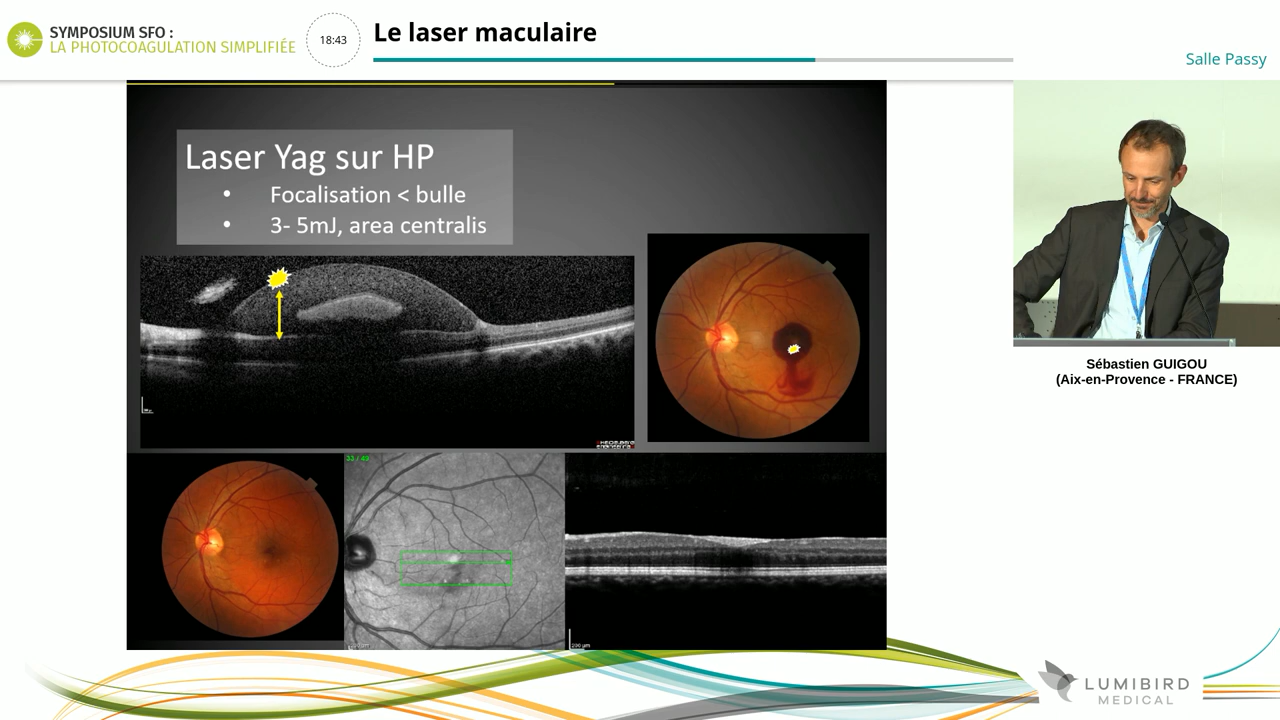 SYMPOSIUM SFO :
LA PHOTOCOAGULATION SIMPLIFIÉE
18:43
Le laser maculaire
Salle Passy
Laser Yag sur HP
• Focalisation < bulle
• 3- 5mJ, area centralis
Sébastien GUIGOU
(Aix-en-Provence - FRANCE)
LUMIBIRD
MEDICAL